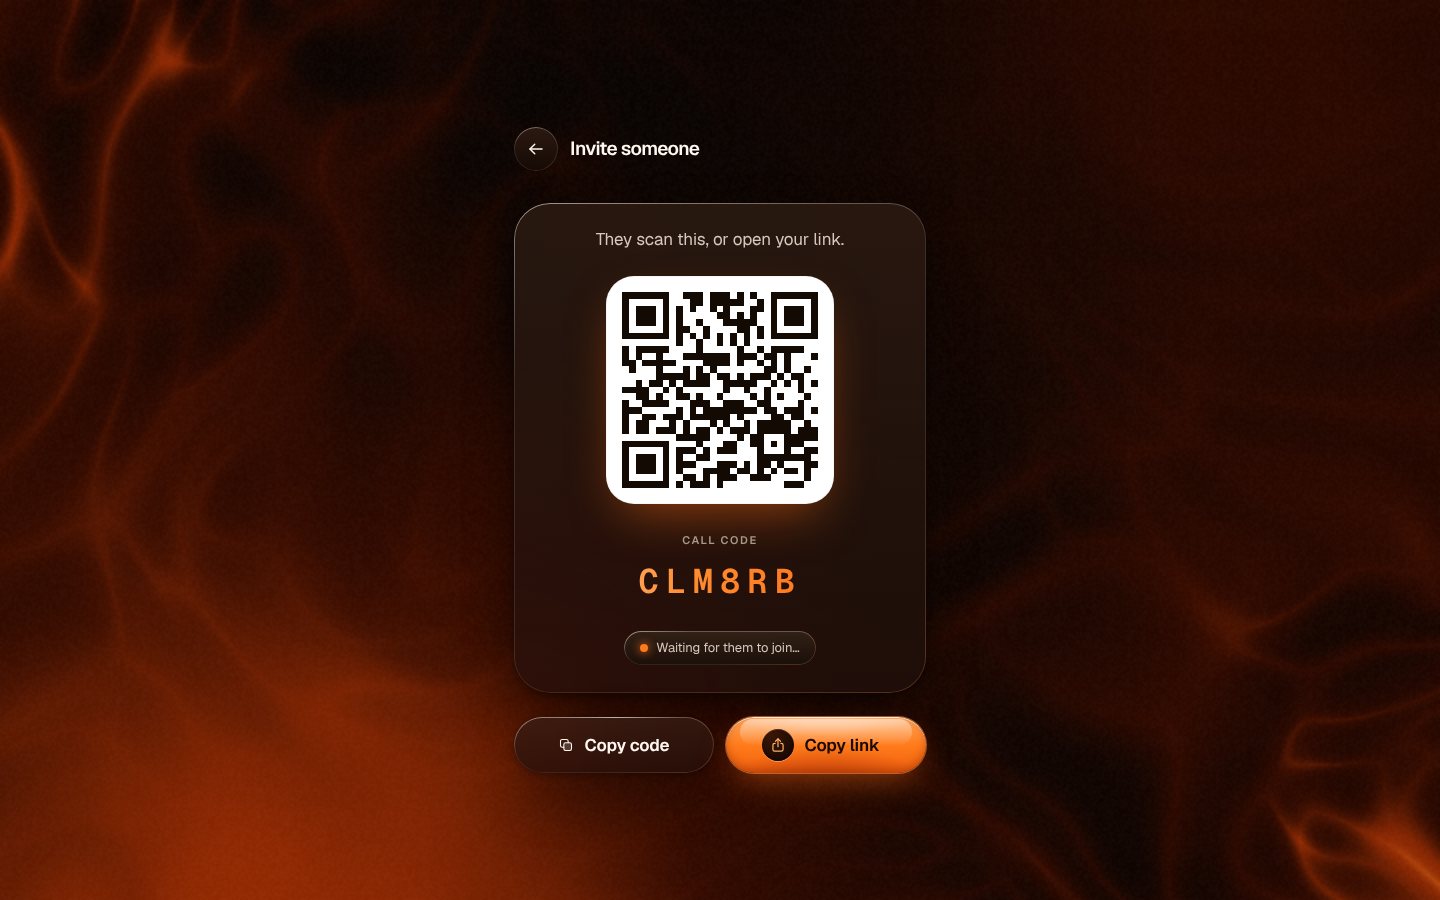 Invite someone
They scan this, or open your link.
CALL CODE
CLM8RB
Waiting for them to join...
Copy code
Copy link